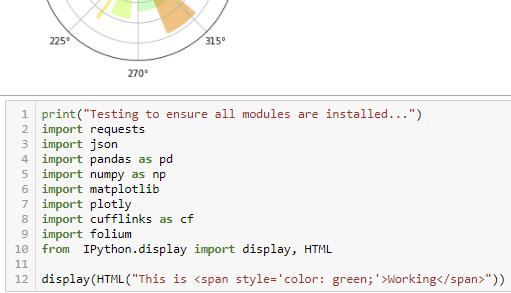 225°
315°
270°
1 print("Testing to ensure all modules are installed...")
2 import requests
3 import json
4 import pandas as pd
5 import numpy as np
6 import matplotlib
7 import plotly
8 import cufflinks as cf
9 import folium
10 from  IPython.display import display, HTML
11
12 display(HTML("This is <span style='color: green;'>Working</span>"))